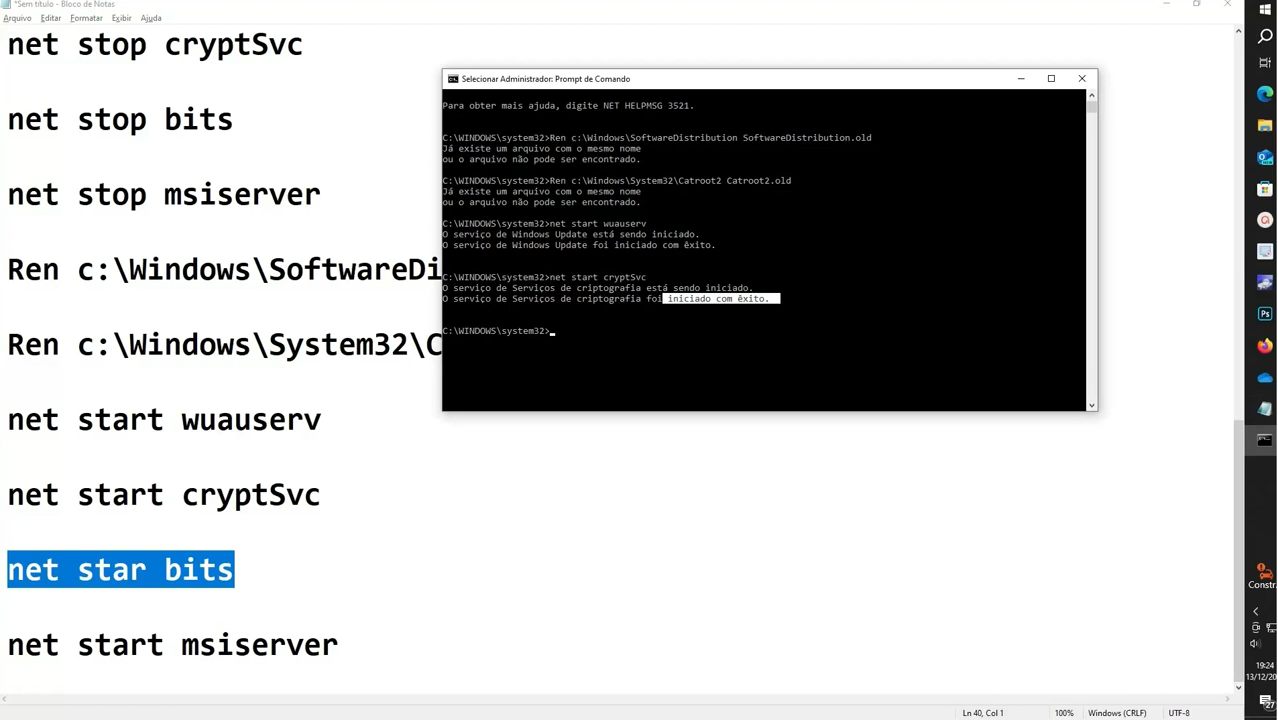 *Sem título - Bloco de Notas
Arquivo Editar Formatar Exibir Ajuda
net stop cryptSvc
net stop bits
net stop msiserver
Ren c:\Windows\SoftwareDi
Ren c:\Windows\System32\C
net start wuauserv
net start cryptSvc
net star bits
net start msiserver
Selecionar Administrador: Prompt de Comando
Para obter mais ajuda, digite NET HELPMSG 3521.
C:\WINDOWS\system32>Ren c:\Windows\SoftwareDistribution SoftwareDistribution.old
Já existe um arquivo com o mesmo nome
ou o arquivo não pode ser encontrado.
C:\WINDOWS\system32>Ren c:\Windows\System32\Catroot2 Catroot2.old
Já existe um arquivo com o mesmo nome
ou o arquivo não pode ser encontrado.
C:\WINDOWS\system32>net start wuauserv
O serviço de Windows Update está sendo iniciado.
O serviço de Windows Update foi iniciado com êxito.
C:\WINDOWS\system32>net start cryptSvc
O serviço de Serviços de criptografia está sendo iniciado.
O serviço de Serviços de criptografia foi iniciado com êxito.
C:\WINDOWS\system32>
Ps
Constr.
19:24
13/12/20
27
Ln 40, Col 1
100%
Windows (CRLF)
UTF-8